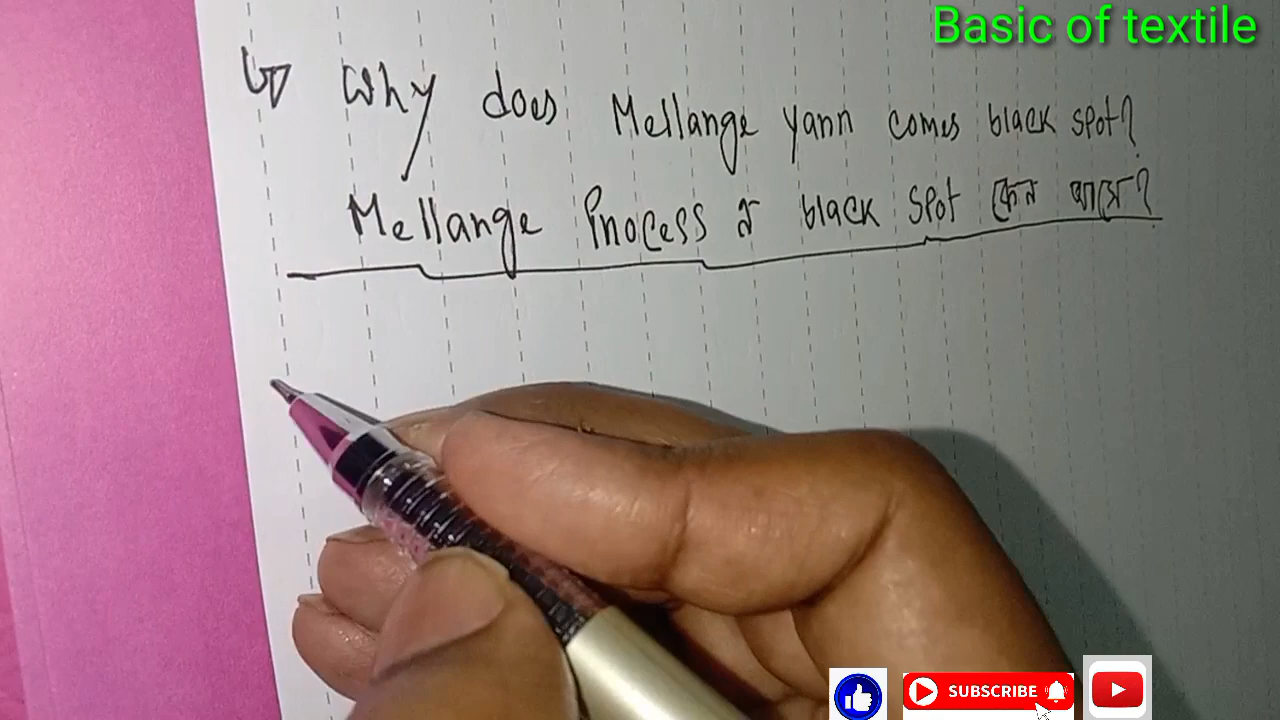 Basic of textile
Why does Mellange yarn comes black spot?
Mellange Process এ black spot কেন আসে?
SUBSCRIBE